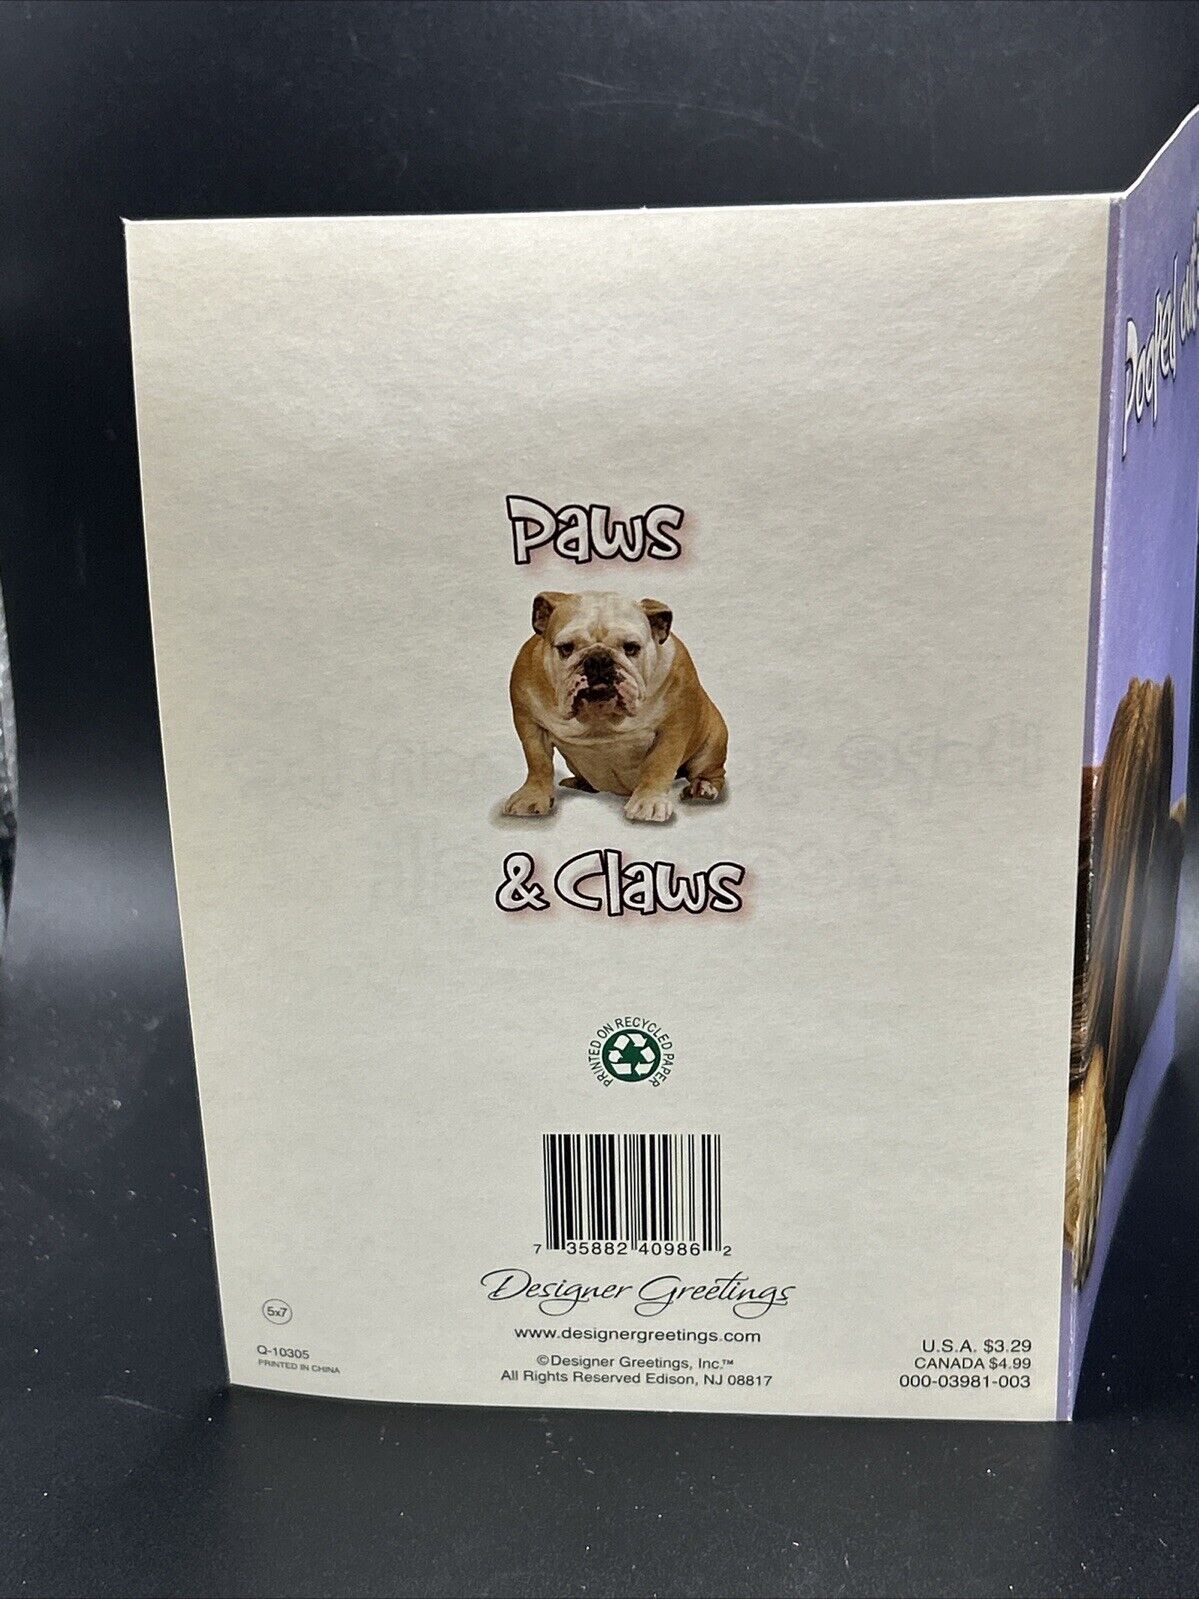 Paws
& Claws
PRINTED ON RECYCLED PAPER
7 35882 40986 2
Designer Greetings
www.designergreetings.com
©Designer Greetings, Inc.™
All Rights Reserved Edison, NJ 08817
5x7
Q-10305
PRINTED IN CHINA
U.S.A. $3.29
CANADA $4.99
000-03981-003
Pooped out